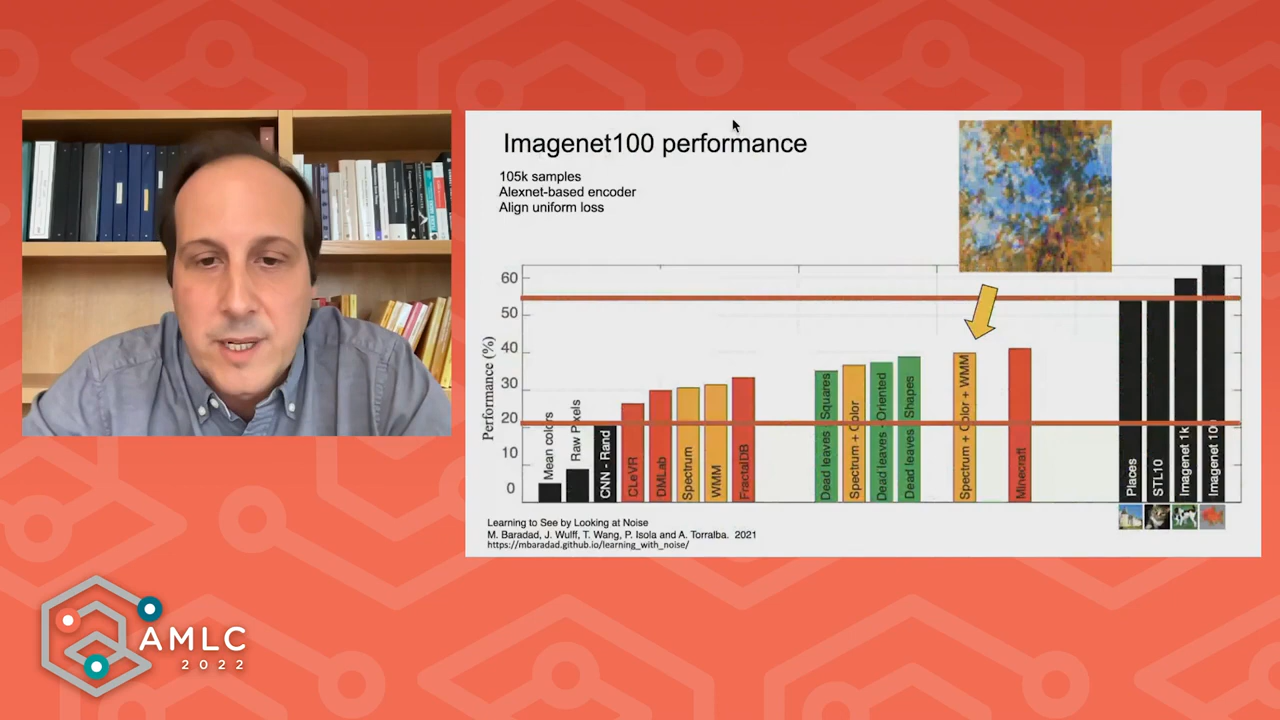 Imagenet100 performance
105k samples
Alexnet-based encoder
Align uniform loss
Performance (%)
60
50
40
30
20
10
0
Mean colors
Raw Pixels
CNN - Rand
CLeVR
DMLab
Spectrum
WMM
FractalDB
Dead leaves - Squares
Spectrum + Color
Dead leaves - Oriented
Dead leaves - Shapes
Spectrum + Color + WMM
Minecraft
Places
STL10
Imagenet 1k
Imagenet 100
Learning to See by Looking at Noise
M. Baradad, J. Wulff, T. Wang, P. Isola and A. Torralba. 2021
https://mbaradad.github.io/learning_with_noise/
AMLC
2022